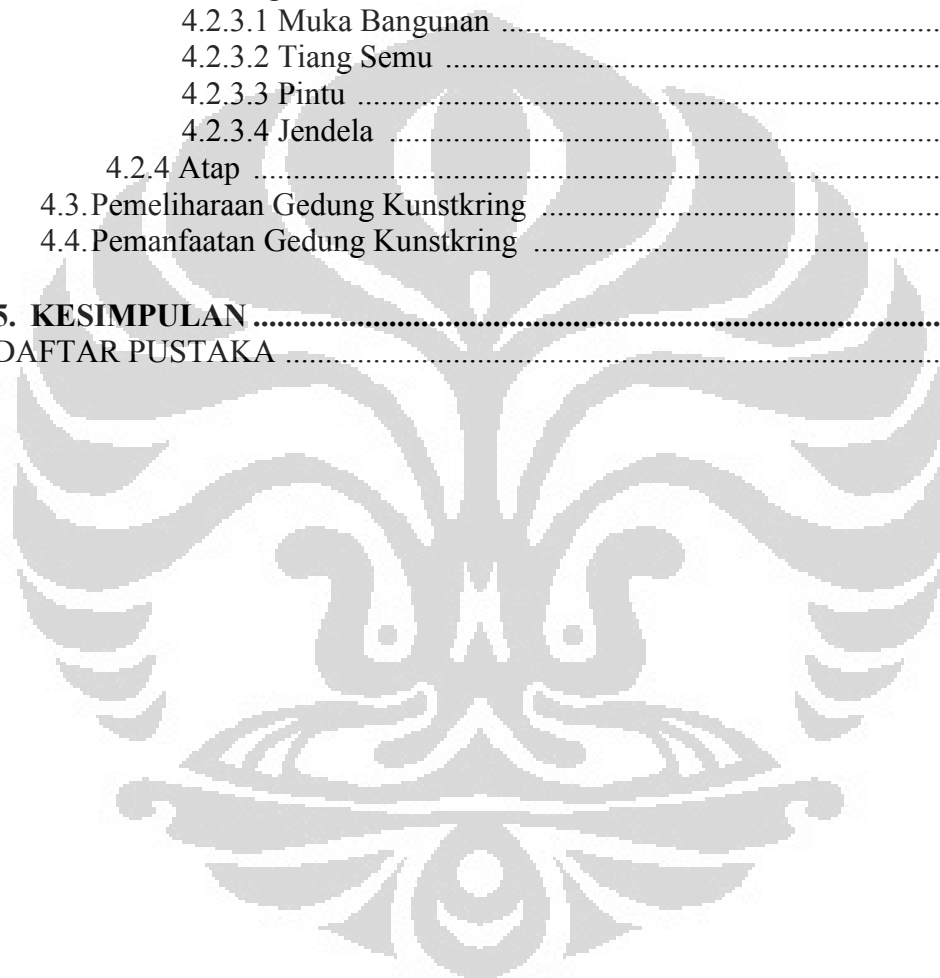 4.2.3.1 Muka Bangunan ........................................................
4.2.3.2 Tiang Semu ...............................................................
4.2.3.3 Pintu ..........................................................................
4.2.3.4 Jendela ......................................................................
4.2.4 Atap .....................................................................................
4.3.Pemeliharaan Gedung Kunstkring ..................................................
4.4.Pemanfaatan Gedung Kunstkring ...................................................
5. KESIMPULAN .......................................................................................
DAFTAR PUSTAKA ..................................................................................